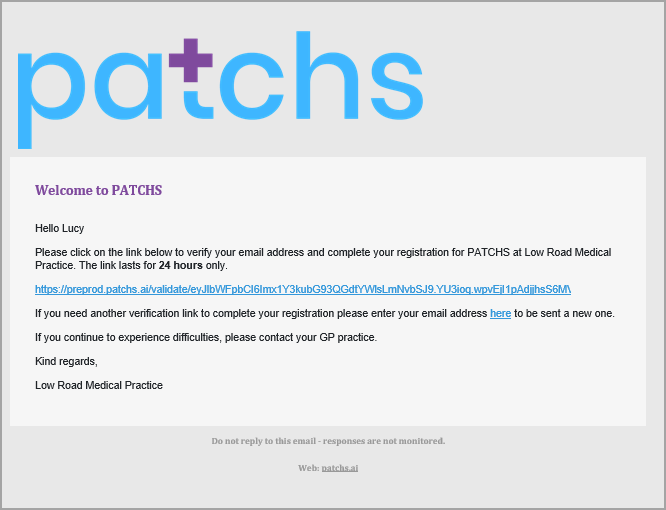 patchs
Welcome to PATCHS
Hello Lucy
Please click on the link below to verify your email address and complete your registration for PATCHS at Low Road Medical
Practice. The link lasts for 24 hours only.
https://preprod.patchs.ai/validate/eyJlbWFpbCI6Imx1Y3kubG93QGdtYWlsLmNvbSJ9.YU3ioq.wpvEjl1pAdjjhsS6M\
If you need another verification link to complete your registration please enter your email address here to be sent a new one.
If you continue to experience difficulties, please contact your GP practice.
Kind regards,
Low Road Medical Practice
Do not reply to this email - responses are not monitored.
Web: patchs.ai